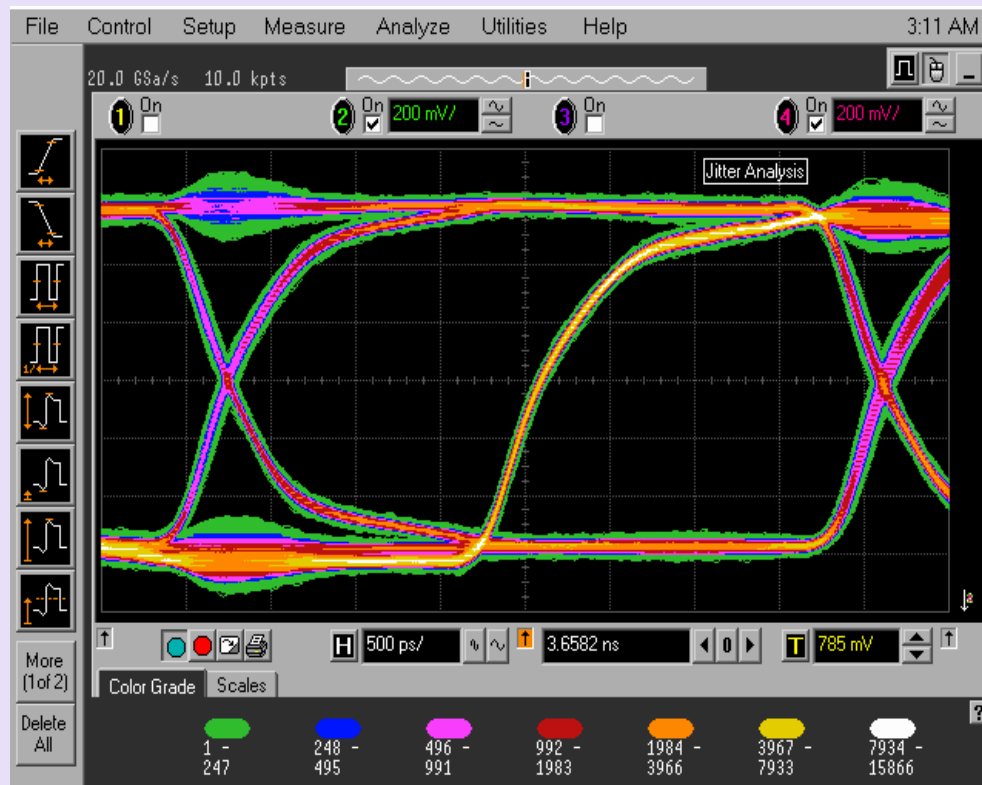 File Control Setup Measure Analyze Utilities Help 3:11 AM
20.0 GSa/s 10.0 kpts
1 On 2 On 200 mV/ 3 On 4 On 200 mV/
Jitter Analysis
H 500 ps/ 3.6582 ns 0 T 785 mV
More
(1of 2)
Delete
All
Color Grade Scales
?
1 - 248 - 496 - 992 - 1984 - 3967 - 7934 -
247 495 991 1983 3966 7933 15866